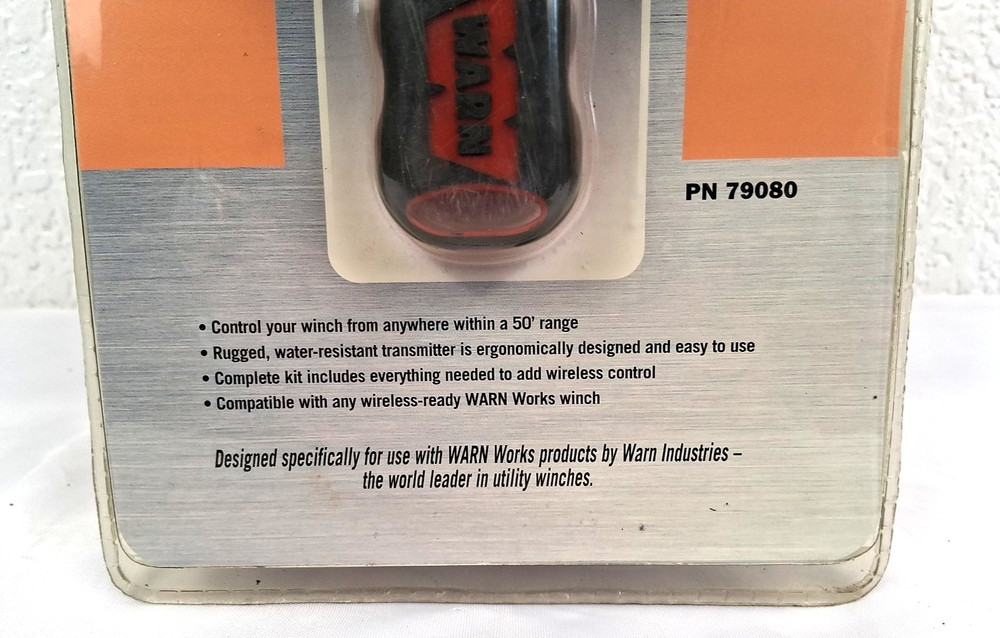 WARN
PN 79080
• Control your winch from anywhere within a 50' range
• Rugged, water-resistant transmitter is ergonomically designed and easy to use
• Complete kit includes everything needed to add wireless control
• Compatible with any wireless-ready WARN Works winch
Designed specifically for use with WARN Works products by Warn Industries –
the world leader in utility winches.